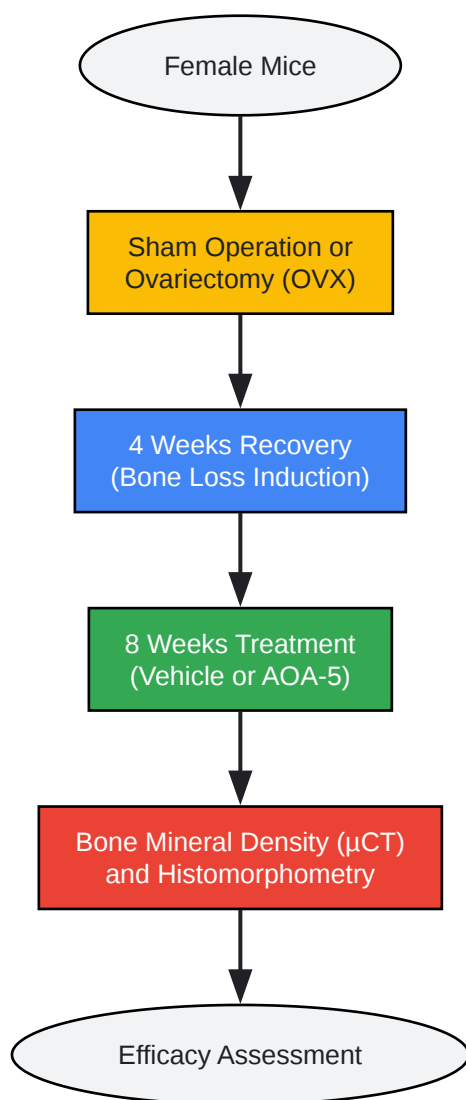 Female Mice
Sham Operation or
Ovariectomy (OVX)
4 Weeks Recovery
(Bone Loss Induction)
8 Weeks Treatment
(Vehicle or AOA-5)
Bone Mineral Density (µCT)
and Histomorphometry
Efficacy Assessment